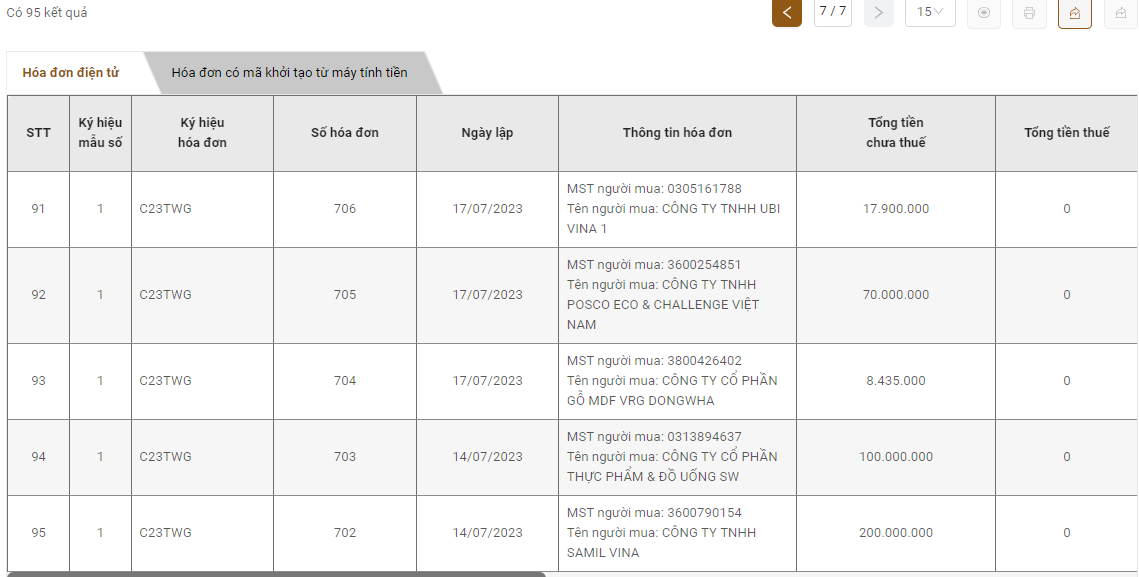 Có 95 kết quả
7 / 7
15
Hóa đơn điện tử
Hóa đơn có mã khởi tạo từ máy tính tiền
STT
Ký hiệu
mẫu số
Ký hiệu
hóa đơn
Số hóa đơn
Ngày lập
Thông tin hóa đơn
Tổng tiền
chưa thuế
Tổng tiền thuế
91
1
C23TWG
706
17/07/2023
MST người mua: 0305161788
Tên người mua: CÔNG TY TNHH UBI
VINA 1
17.900.000
0
92
1
C23TWG
705
17/07/2023
MST người mua: 3600254851
Tên người mua: CÔNG TY TNHH
POSCO ECO & CHALLENGE VIỆT
NAM
70.000.000
0
93
1
C23TWG
704
17/07/2023
MST người mua: 3800426402
Tên người mua: CÔNG TY CỔ PHẦN
GỖ MDF VRG DONGWHA
8.435.000
0
94
1
C23TWG
703
14/07/2023
MST người mua: 0313894637
Tên người mua: CÔNG TY CỔ PHẦN
THỰC PHẨM & ĐỒ UỐNG SW
100.000.000
0
95
1
C23TWG
702
14/07/2023
MST người mua: 3600790154
Tên người mua: CÔNG TY TNHH
SAMIL VINA
200.000.000
0